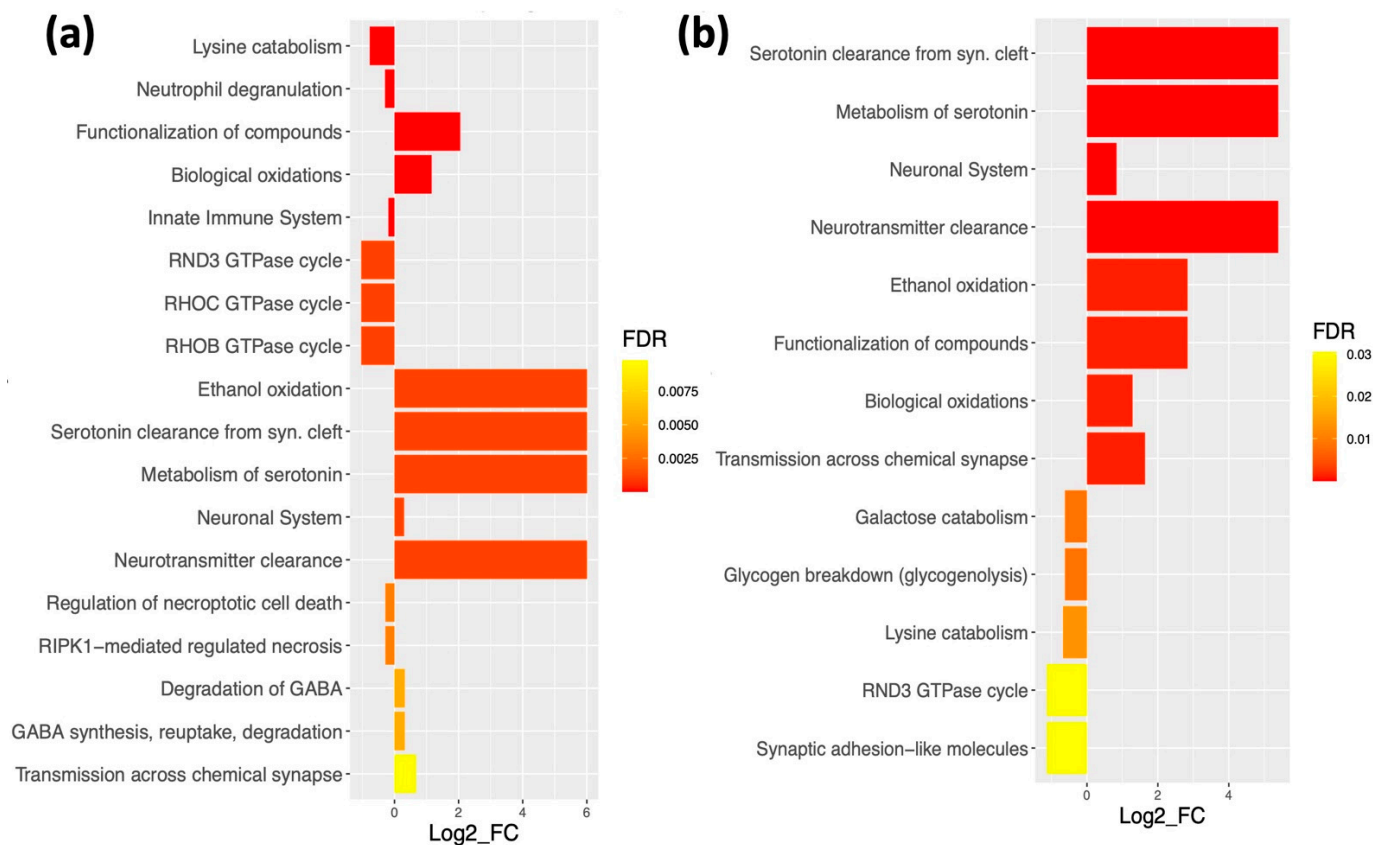 (a)
Lysine catabolism
Neutrophil degranulation
Functionalization of compounds
Biological oxidations
Innate Immune System
RND3 GTPase cycle
RHOC GTPase cycle
RHOB GTPase cycle
Ethanol oxidation
Serotonin clearance from syn. cleft
Metabolism of serotonin
Neuronal System
Neurotransmitter clearance
Regulation of necroptotic cell death
RIPK1−mediated regulated necrosis
Degradation of GABA
GABA synthesis, reuptake, degradation
Transmission across chemical synapse
0 2 4 6
Log2_FC
FDR
0.0075
0.0050
0.0025
(b)
Serotonin clearance from syn. cleft
Metabolism of serotonin
Neuronal System
Neurotransmitter clearance
Ethanol oxidation
Functionalization of compounds
Biological oxidations
Transmission across chemical synapse
Galactose catabolism
Glycogen breakdown (glycogenolysis)
Lysine catabolism
RND3 GTPase cycle
Synaptic adhesion−like molecules
0 2 4
Log2_FC
FDR
0.03
0.02
0.01